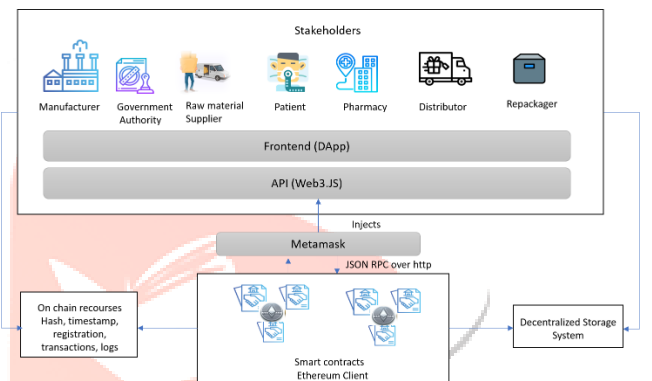 Stakeholders
Manufacturer
Government
Authority
Raw material
Supplier
Patient
Pharmacy
Distributor
Repackager
Frontend (DApp)
API (Web3.JS)
Injects
Metamask
JSON RPC over http
On chain recourses
Hash, timestamp,
registration,
transactions, logs
Decentralized Storage
System
Smart contracts
Ethereum Client